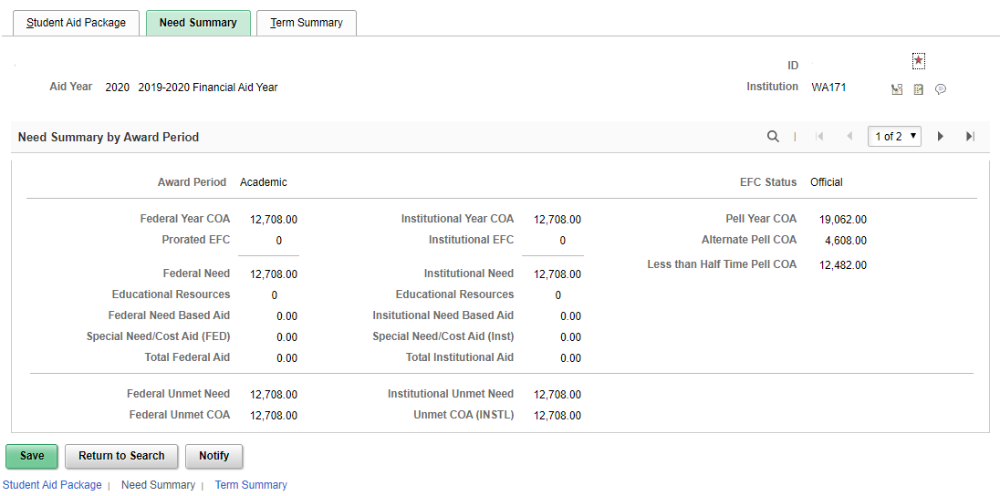 Student Aid Package Need Summary Term Summary
ID
Aid Year 2020 2019-2020 Financial Aid Year Institution WA171
Need Summary by Award Period | 1 of 2
Award Period Academic EFC Status Official
Federal Year COA 12,708.00 Institutional Year COA 12,708.00 Pell Year COA 19,062.00
Prorated EFC 0 Institutional EFC 0 Alternate Pell COA 4,608.00
Less than Half Time Pell COA 12,482.00
Federal Need 12,708.00 Institutional Need 12,708.00
Educational Resources 0 Educational Resources 0
Federal Need Based Aid 0.00 Insitutional Need Based Aid 0.00
Special Need/Cost Aid (FED) 0.00 Special Need/Cost Aid (Inst) 0.00
Total Federal Aid 0.00 Total Institutional Aid 0.00
Federal Unmet Need 12,708.00 Institutional Unmet Need 12,708.00
Federal Unmet COA 12,708.00 Unmet COA (INSTL) 12,708.00
Save Return to Search Notify
Student Aid Package | Need Summary | Term Summary